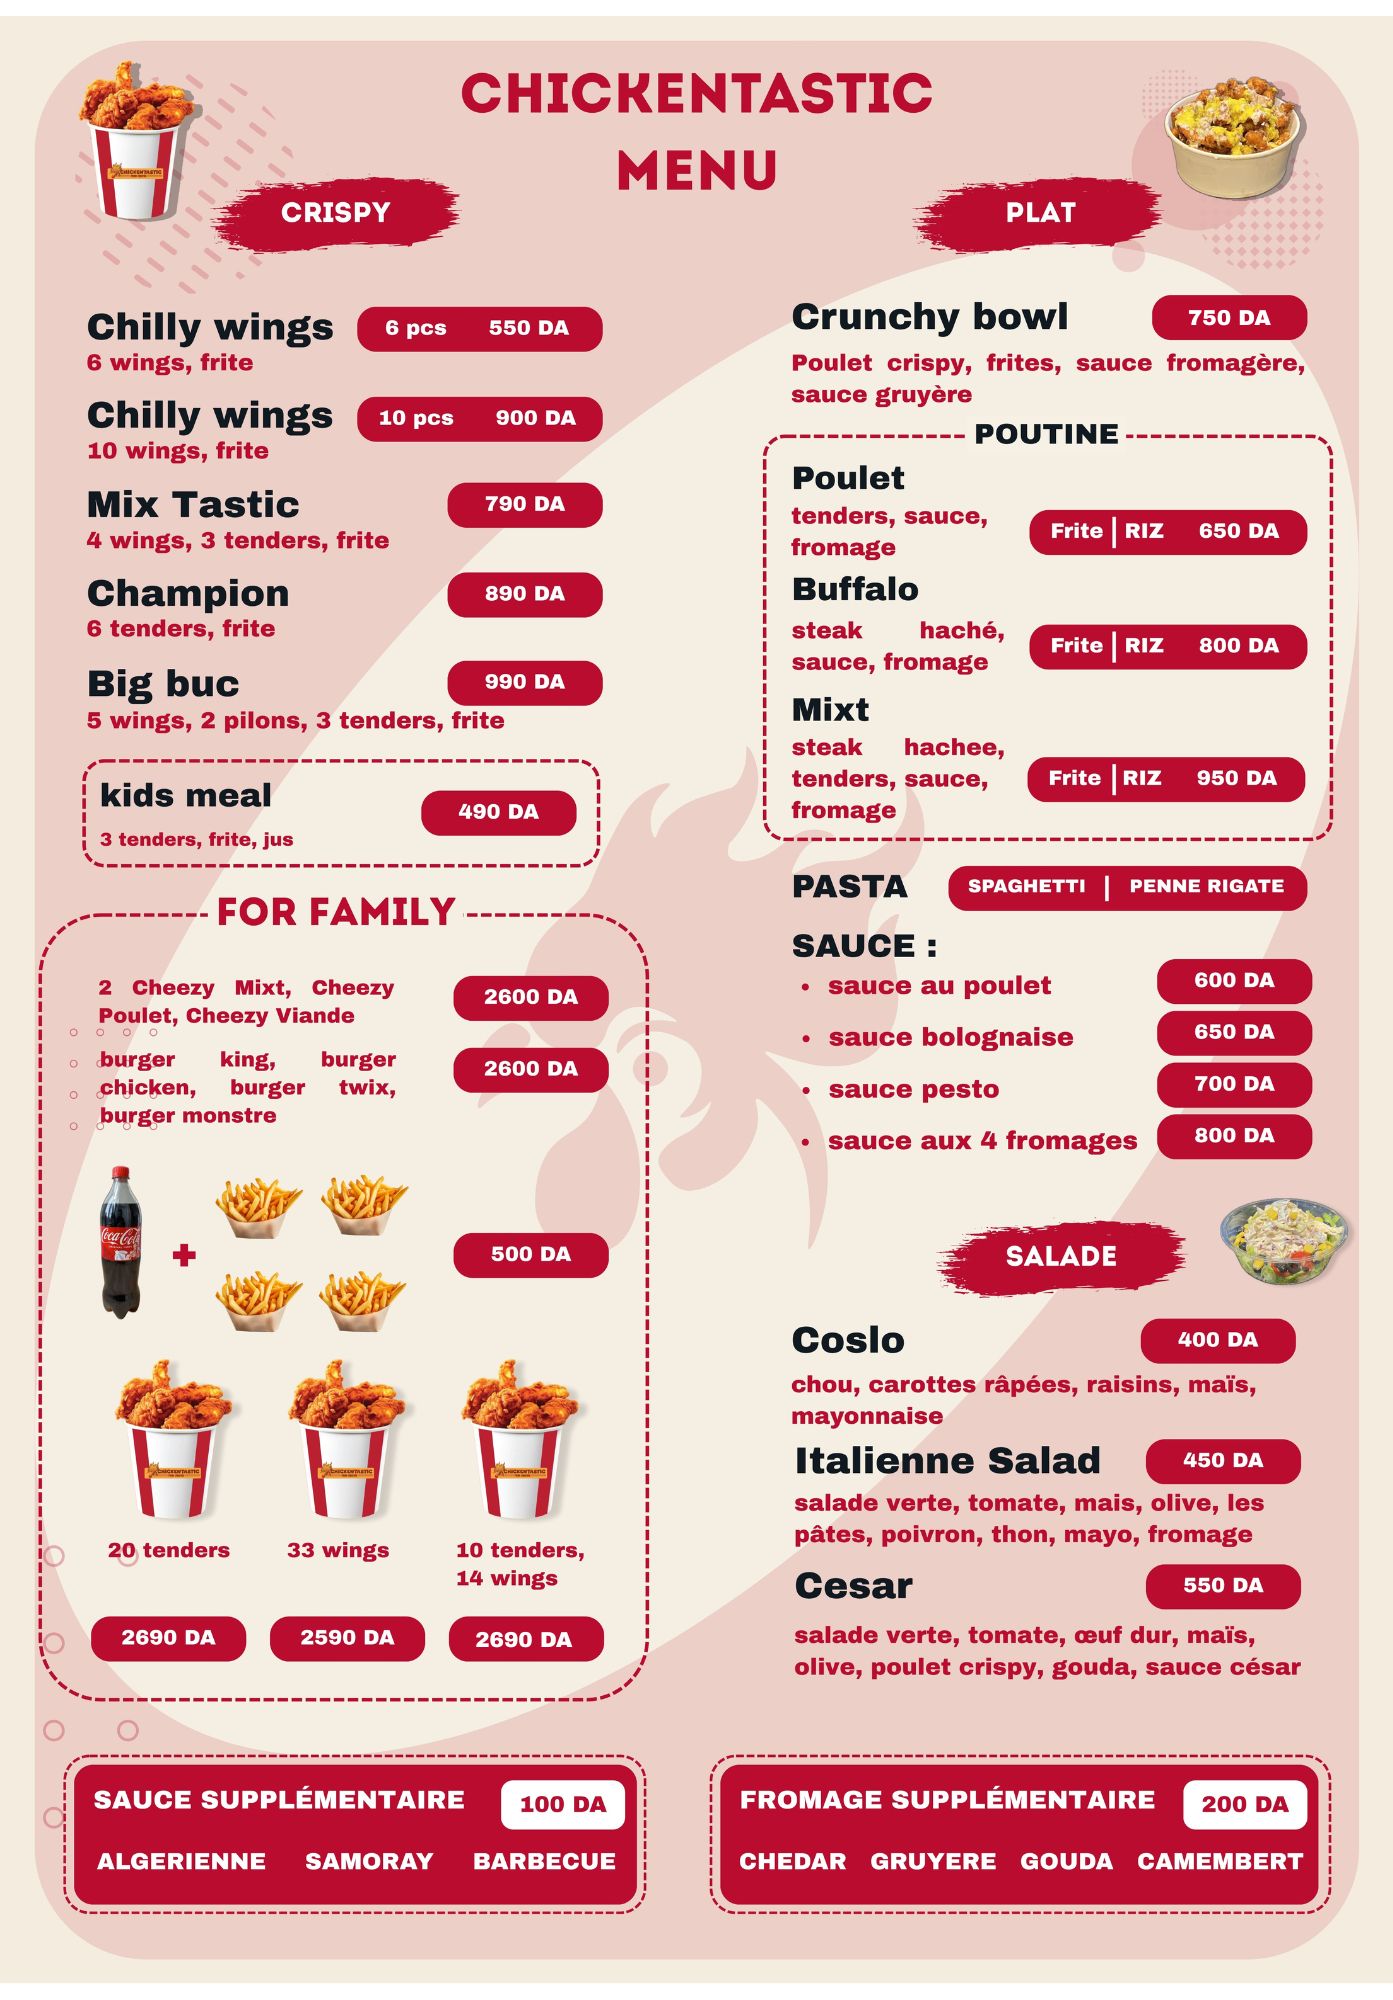 CHICKENTASTIC
MENU
CRISPY
Chilly wings 6 pcs 550 DA
6 wings, frite
Chilly wings 10 pcs 900 DA
10 wings, frite
Mix Tastic 790 DA
4 wings, 3 tenders, frite
Champion 890 DA
6 tenders, frite
Big buc 990 DA
5 wings, 2 pilons, 3 tenders, frite
kids meal 490 DA
3 tenders, frite, jus
FOR FAMILY
2 Cheezy Mixt, Cheezy
Poulet, Cheezy Viande
2600 DA
burger king, burger
chicken, burger twix,
burger monstre
2600 DA
Coca-Cola
+
500 DA
CHICKENTASTIC
CHICKENTASTIC
CHICKENTASTIC
20 tenders
33 wings
10 tenders,
14 wings
2690 DA
2590 DA
2690 DA
PLAT
Crunchy bowl 750 DA
Poulet crispy, frites, sauce fromagère,
sauce gruyère
POUTINE
Poulet
tenders, sauce,
fromage
Frite | RIZ 650 DA
Buffalo
steak haché,
sauce, fromage
Frite | RIZ 800 DA
Mixt
steak hachee,
tenders, sauce,
fromage
Frite | RIZ 950 DA
PASTA SPAGHETTI | PENNE RIGATE
SAUCE :
• sauce au poulet 600 DA
• sauce bolognaise 650 DA
• sauce pesto 700 DA
• sauce aux 4 fromages 800 DA
SALADE
Coslo 400 DA
chou, carottes râpées, raisins, maïs,
mayonnaise
Italienne Salad 450 DA
salade verte, tomate, mais, olive, les
pâtes, poivron, thon, mayo, fromage
Cesar 550 DA
salade verte, tomate, œuf dur, maïs,
olive, poulet crispy, gouda, sauce césar
SAUCE SUPPLÉMENTAIRE 100 DA
ALGERIENNE SAMORAY BARBECUE
FROMAGE SUPPLÉMENTAIRE 200 DA
CHEDAR GRUYERE GOUDA CAMEMBERT